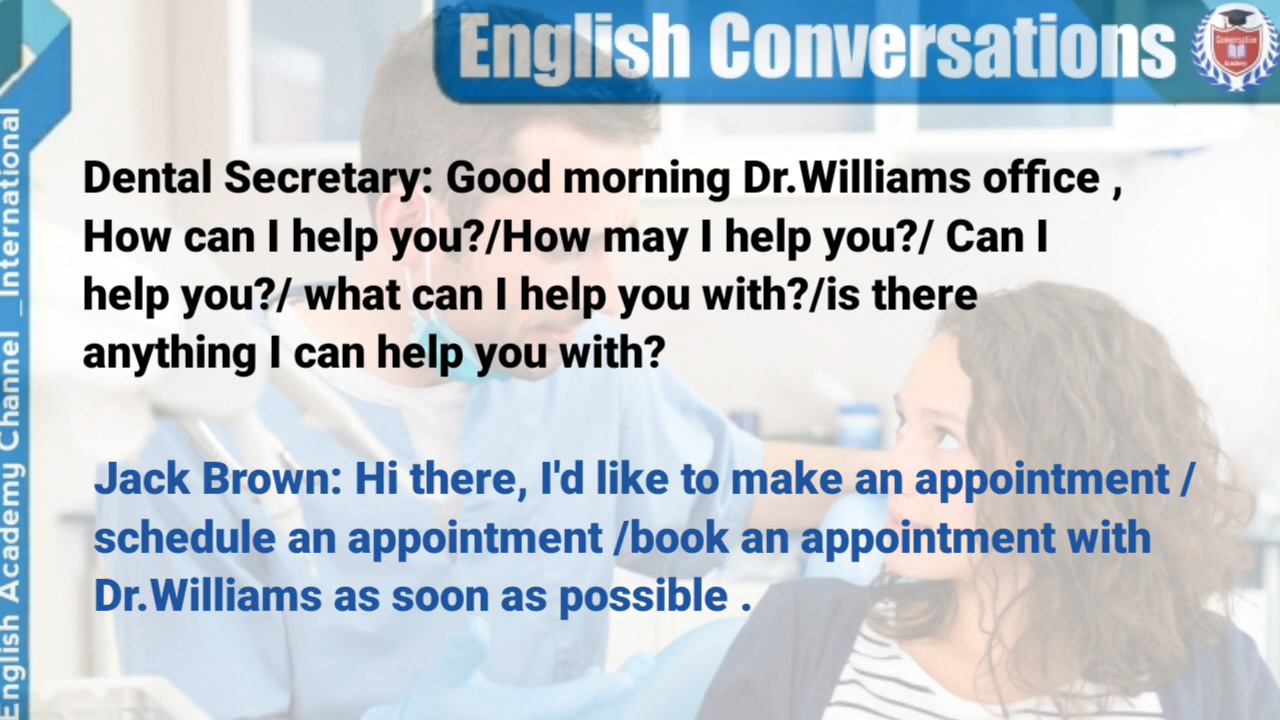 English Conversations
Conversation
Academy
English Academy Channel _International
Dental Secretary: Good morning Dr.Williams office ,
How can I help you?/How may I help you?/ Can I
help you?/ what can I help you with?/is there
anything I can help you with?
Jack Brown: Hi there, I'd like to make an appointment /
schedule an appointment /book an appointment with
Dr.Williams as soon as possible .